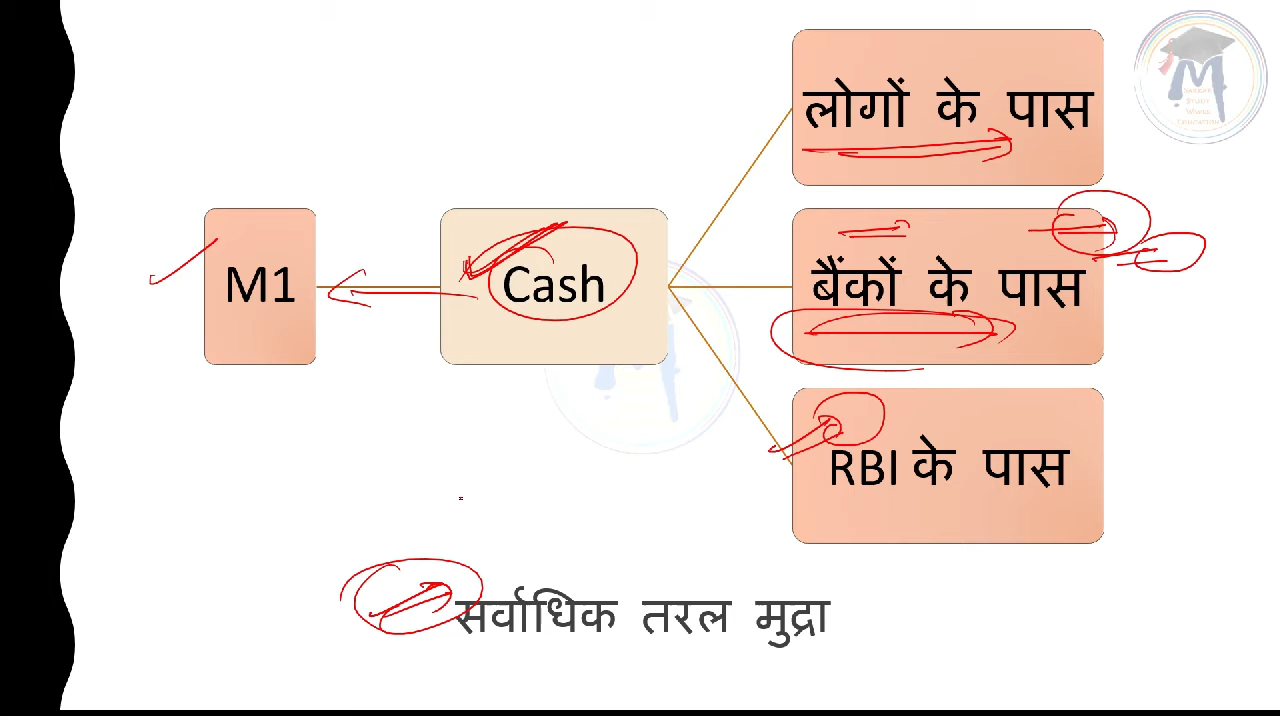 लोगों के पास
M1
Cash
बैंकों के पास
RBI के पास
सर्वाधिक तरल मुद्रा